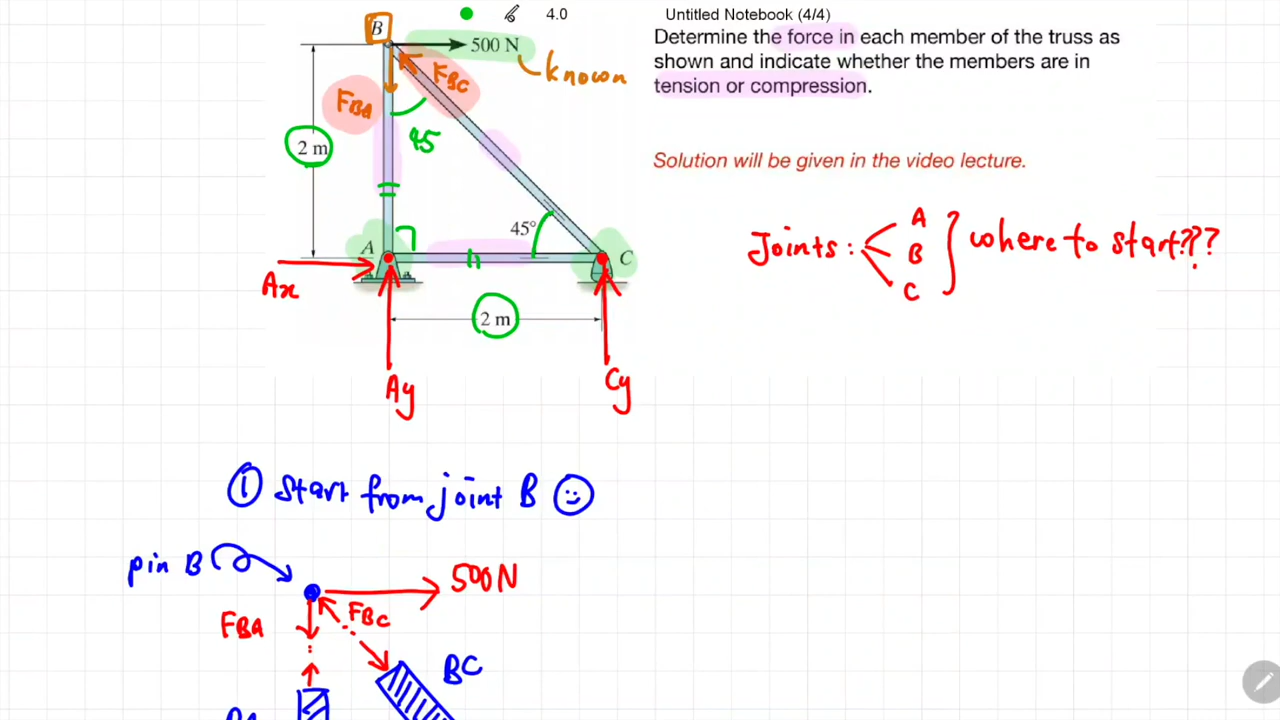 4.0
Untitled Notebook (4/4)
Determine the force in each member of the truss as
shown and indicate whether the members are in
tension or compression.
Solution will be given in the video lecture.
B
500 N
known
FBC
FBA
45
2 m
45°
A
C
Ax
2 m
Ay
Cy
Joints:
A
B
C
where to start???
① Start from joint B
pin B
500N
FBA
FBC
BC